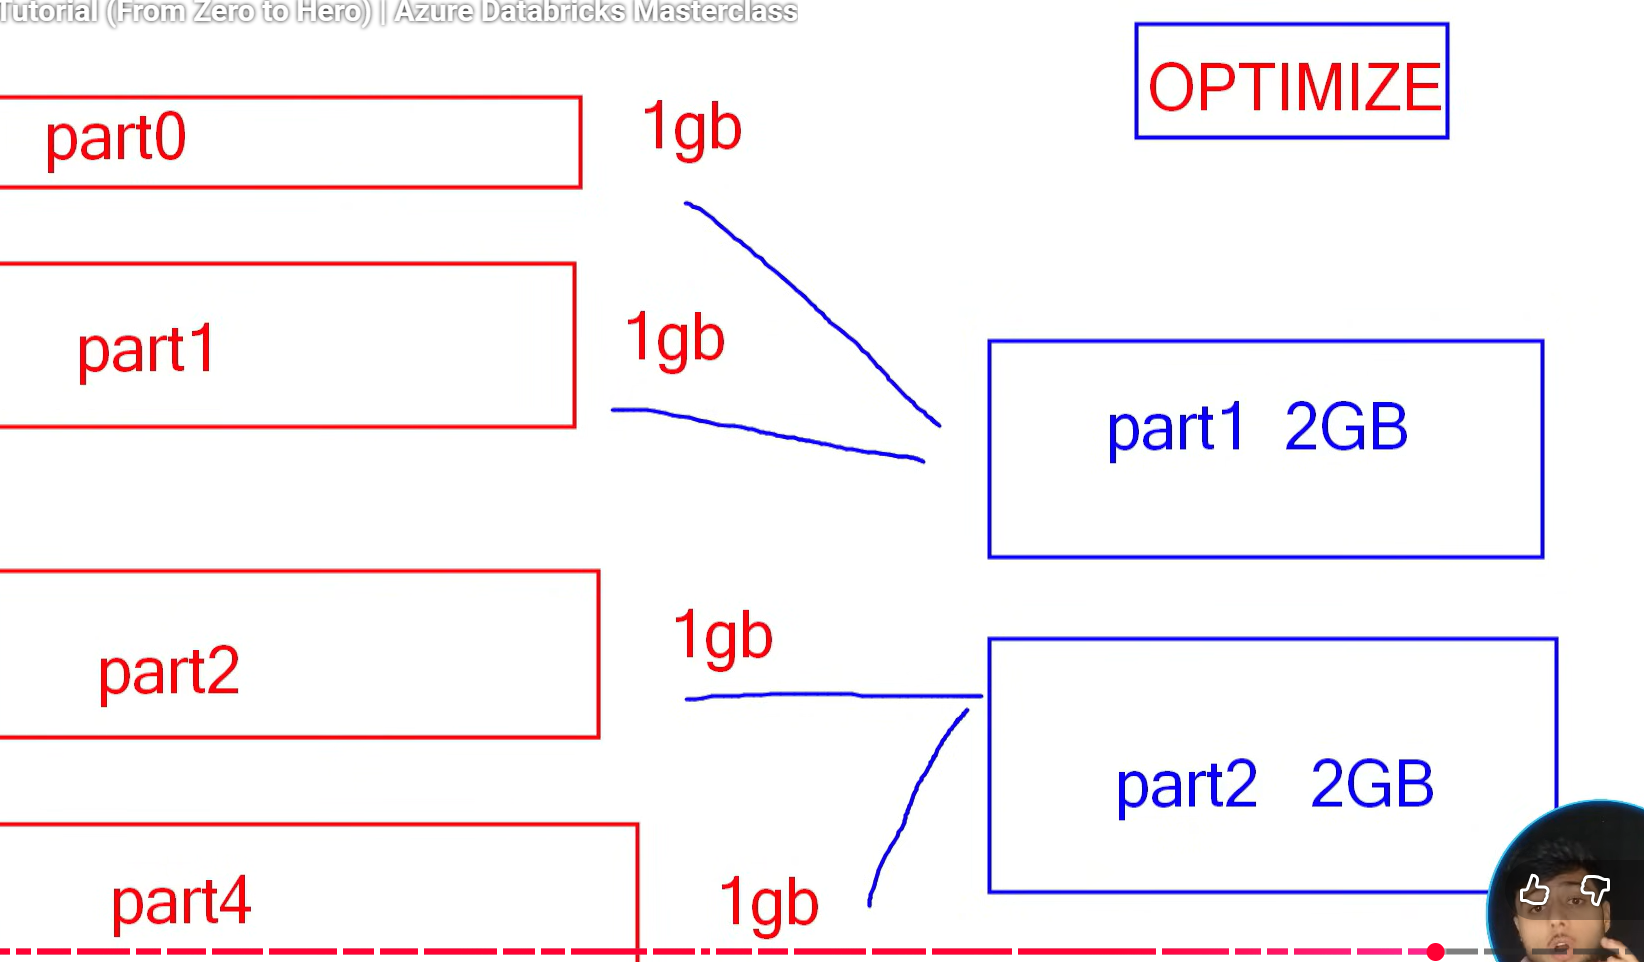 Tutorial (From Zero to Hero) | Azure Databricks Masterclass
OPTIMIZE
part0 1gb
part1 1gb
part1 2GB
part2 1gb
part2 2GB
part4 1gb